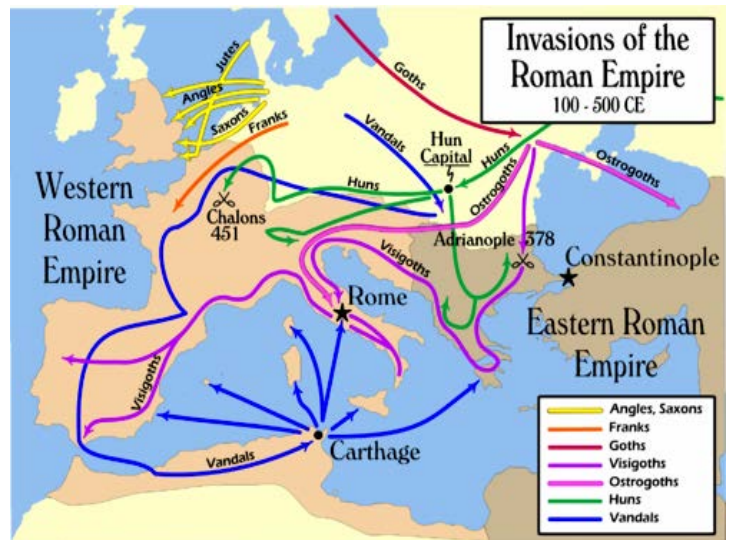 Invasions of the
Roman Empire
100 - 500 CE
Jutes
Angles
Saxons
Franks
Goths
Vandals
Hun
Capital
Huns
Ostrogoths
Ostrogoths
Huns
Chalons
451
Western
Roman
Empire
Adrianople 378
Visigoths
Constantinople
Rome
Eastern Roman
Empire
Visigoths
Carthage
Vandals
Angles, Saxons
Franks
Goths
Visigoths
Ostrogoths
Huns
Vandals